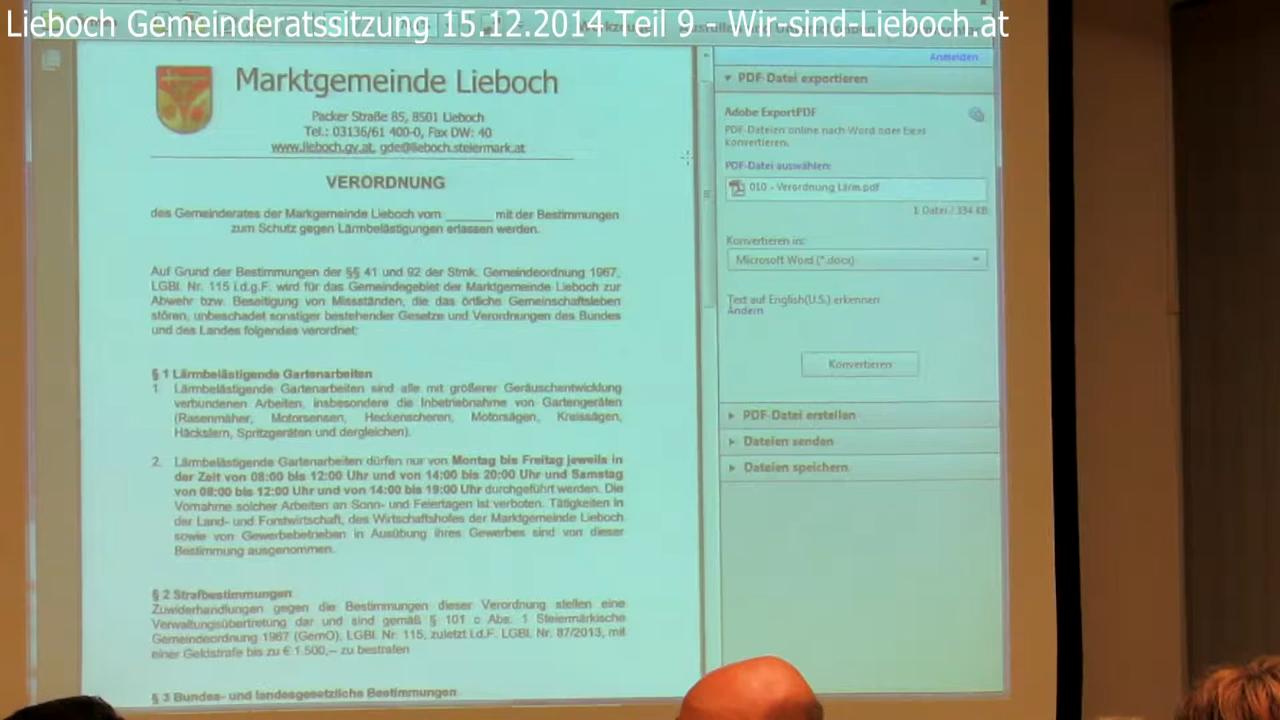 Lieboch Gemeinderatssitzung 15.12.2014 Teil 9 - Wir-sind-Lieboch.at
Marktgemeinde Lieboch
Packer Straße 85, 8501 Lieboch
Tel.: 03136/61 400-0, Fax DW: 40
www.lieboch.gv.at, gde@lieboch.steiermark.at
VERORDNUNG
des Gemeinderates der Markgemeinde Lieboch vom _______ mit der Bestimmungen
zum Schutz gegen Lärmbelästigungen erlassen werden.
Auf Grund der Bestimmungen der §§ 41 und 92 der Stmk. Gemeindeordnung 1967,
LGBl. Nr. 115 i.d.g.F. wird für das Gemeindegebiet der Marktgemeinde Lieboch zur
Abwehr bzw. Beseitigung von Missständen, die das örtliche Gemeinschaftsleben
stören, unbeschadet sonstiger bestehender Gesetze und Verordnungen des Bundes
und des Landes folgendes verordnet:
§ 1 Lärmbelästigende Gartenarbeiten
1. Lärmbelästigende Gartenarbeiten sind alle mit größerer Geräuschentwicklung
verbundenen Arbeiten, insbesondere die Inbetriebnahme von Gartengeräten
(Rasenmäher, Motorsensen, Heckenscheren, Motorsägen, Kreissägen,
Häckslern, Spritzgeräten und dergleichen).
2. Lärmbelästigende Gartenarbeiten dürfen nur von Montag bis Freitag jeweils in
der Zeit von 08:00 bis 12:00 Uhr und von 14:00 bis 20:00 Uhr und Samstag
von 08:00 bis 12:00 Uhr und von 14:00 bis 19:00 Uhr durchgeführt werden. Die
Vornahme solcher Arbeiten an Sonn- und Feiertagen ist verboten. Tätigkeiten in
der Land- und Forstwirtschaft, des Wirtschaftshofes der Marktgemeinde Lieboch
sowie von Gewerbebetrieben in Ausübung ihres Gewerbes sind von dieser
Bestimmung ausgenommen.
§ 2 Strafbestimmungen
Zuwiderhandlungen gegen die Bestimmungen dieser Verordnung stellen eine
Verwaltungsübertretung dar und sind gemäß § 101 c Abs. 1 Steiermärkische
Gemeindeordnung 1967 (GemO), LGBl. Nr. 115, zuletzt i.d.F. LGBl. Nr. 87/2013, mit
einer Geldstrafe bis zu € 1.500,-- zu bestrafen
§ 3 Bundes- und landesgesetzliche Bestimmungen
Anmelden
PDF-Datei exportieren
Adobe ExportPDF
PDF-Dateien online nach Word oder Excel
konvertieren.
PDF-Datei auswählen:
010 - Verordnung Lärm.pdf
1 Datei / 334 KB
Konvertieren in:
Microsoft Word (*.docx)
Text auf English(U.S.) erkennen
Ändern
Konvertieren
PDF-Datei erstellen
Dateien senden
Dateien speichern